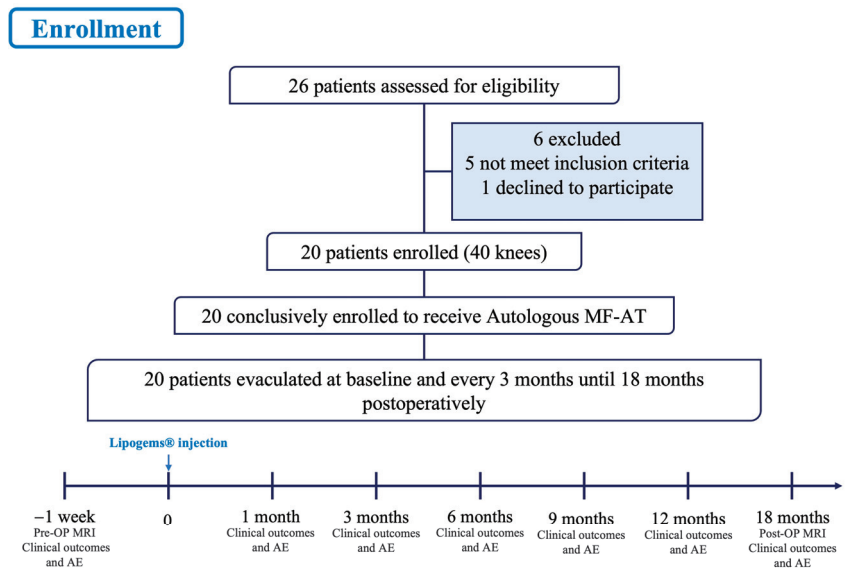 Enrollment
26 patients assessed for eligibility
6 excluded
5 not meet inclusion criteria
1 declined to participate
20 patients enrolled (40 knees)
20 conclusively enrolled to receive Autologous MF-AT
20 patients evaculated at baseline and every 3 months until 18 months
postoperatively
Lipogems® injection
−1 week
Pre-OP MRI
Clinical outcomes
and AE
0
1 month
Clinical outcomes
and AE
3 months
Clinical outcomes
and AE
6 months
Clinical outcomes
and AE
9 months
Clinical outcomes
and AE
12 months
Clinical outcomes
and AE
18 months
Post-OP MRI
Clinical outcomes
and AE